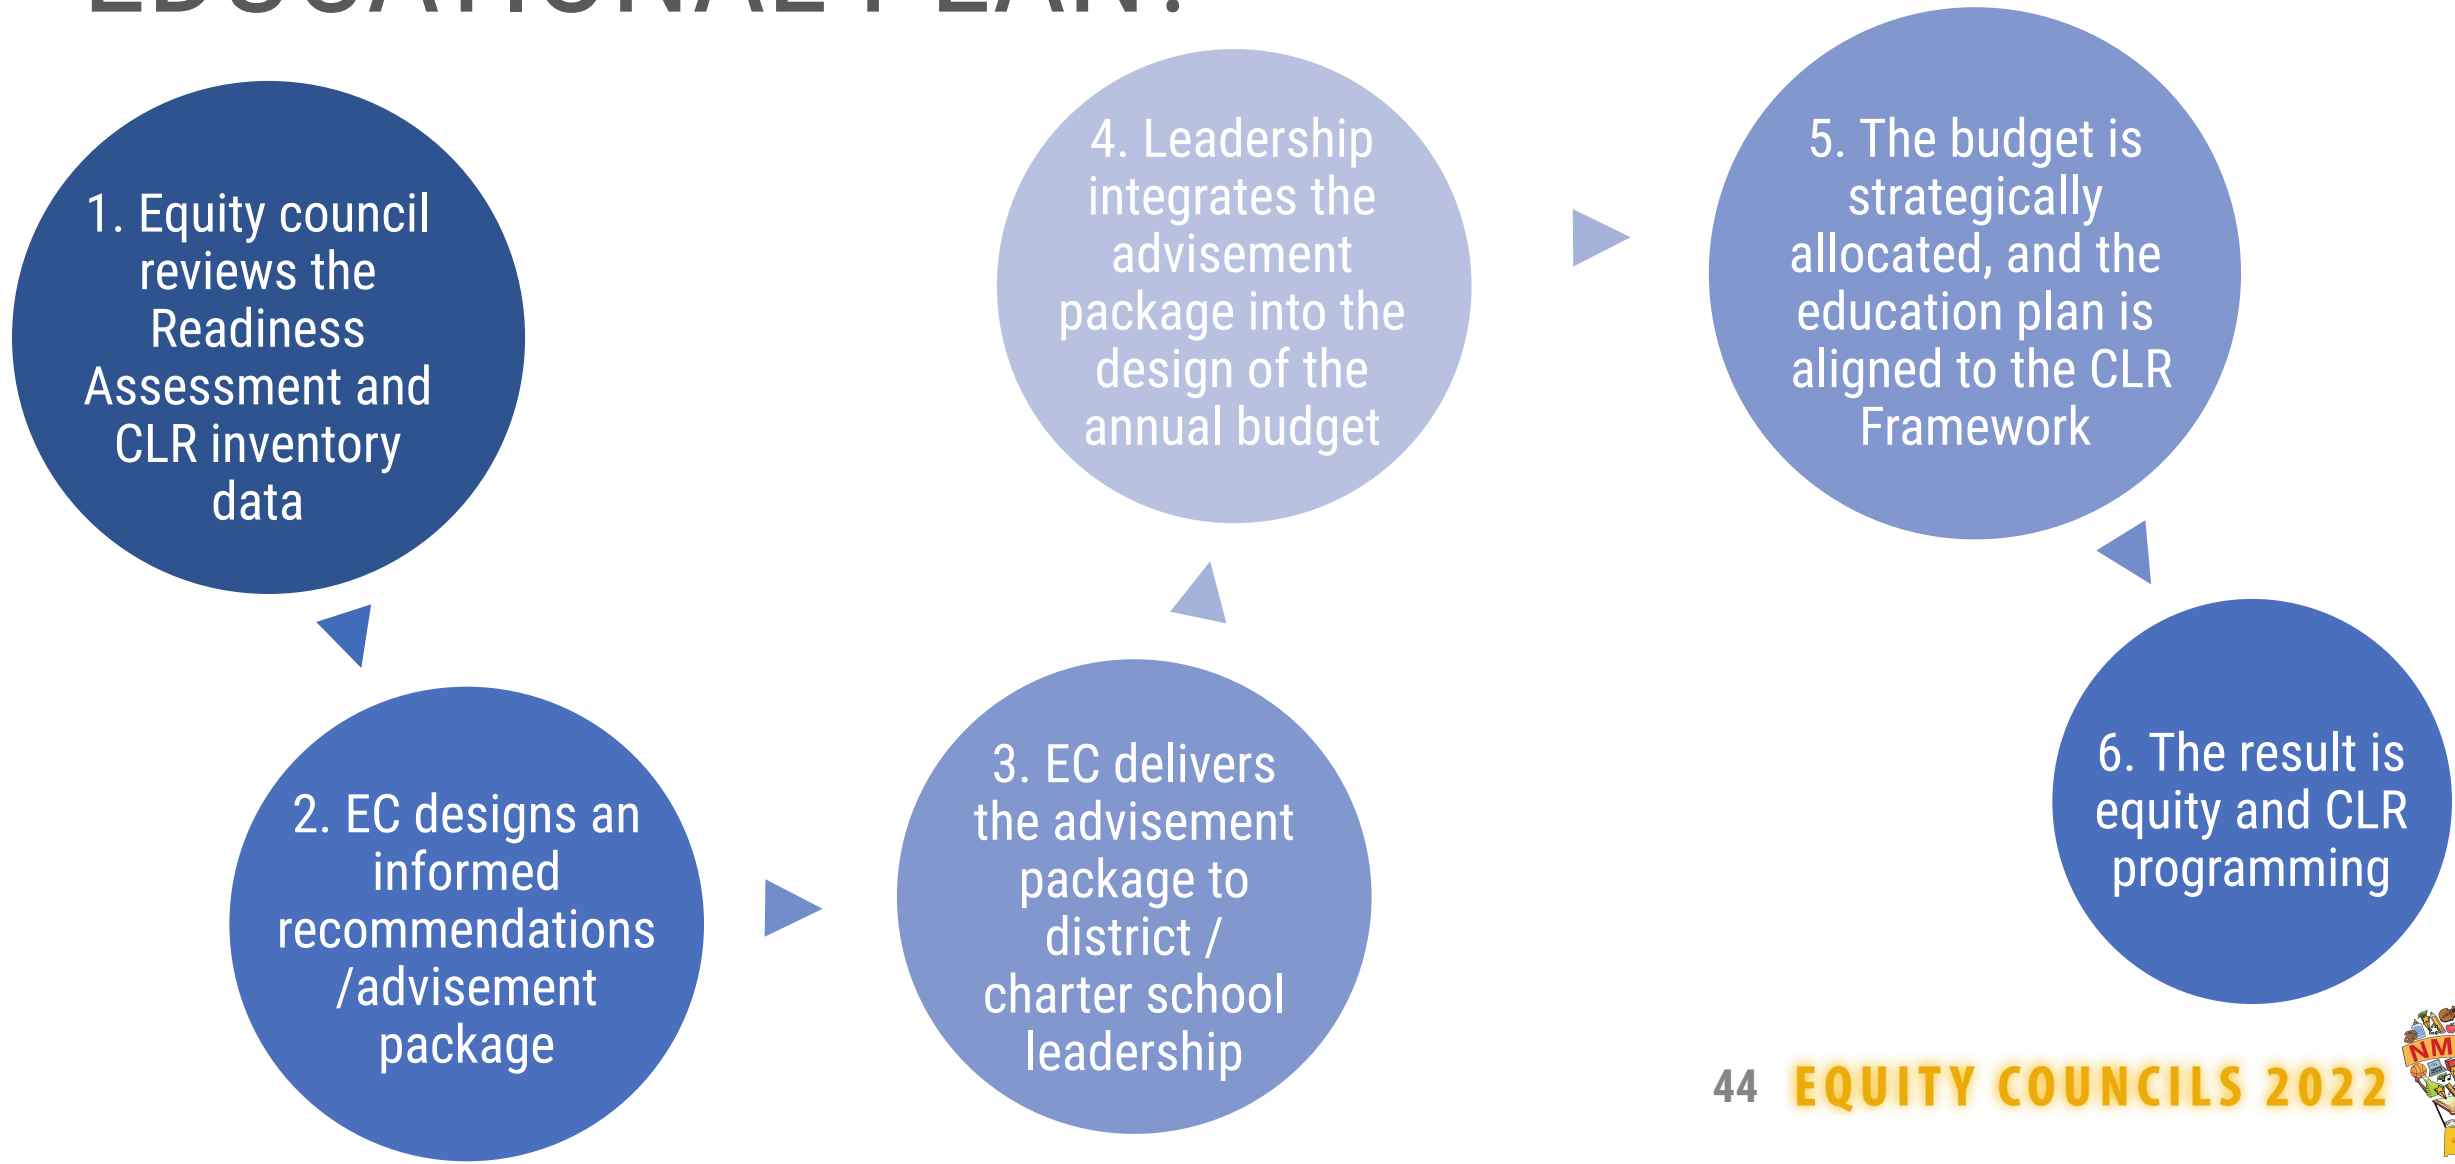 EDUCATIONAL PLAN?
1. Equity council
reviews the
Readiness
Assessment and
CLR inventory
data
2. EC designs an
informed
recommendations
/advisement
package
3. EC delivers
the advisement
package to
district /
charter school
leadership
4. Leadership
integrates the
advisement
package into the
design of the
annual budget
5. The budget is
strategically
allocated, and the
education plan is
aligned to the CLR
Framework
6. The result is
equity and CLR
programming
44 EQUITY COUNCILS 2022
NM